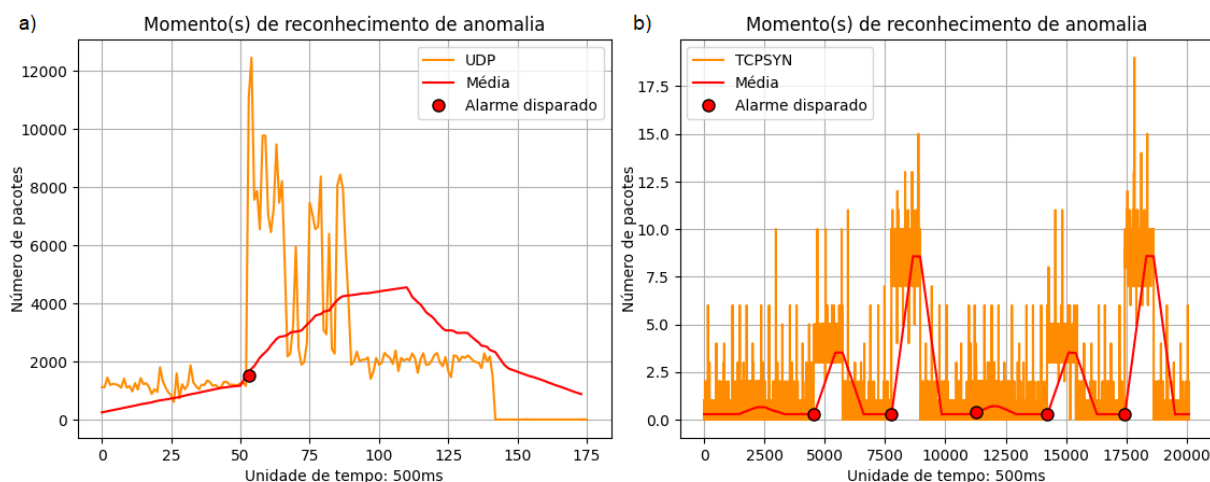 a)
Momento(s) de reconhecimento de anomalia
UDP
Média
Alarme disparado
12000
10000
8000
6000
4000
2000
0
Número de pacotes
0 25 50 75 100 125 150 175
Unidade de tempo: 500ms
b)
Momento(s) de reconhecimento de anomalia
TCPSYN
Média
Alarme disparado
17.5
15.0
12.5
10.0
7.5
5.0
2.5
0.0
Número de pacotes
0 2500 5000 7500 10000 12500 15000 17500 20000
Unidade de tempo: 500ms